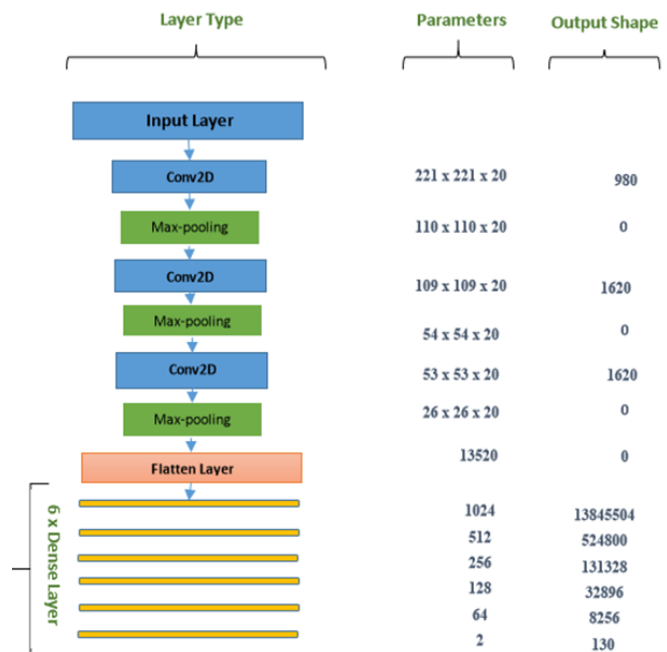 Layer Type Parameters Output Shape
Input Layer
Conv2D 221 x 221 x 20 980
Max-pooling 110 x 110 x 20 0
Conv2D 109 x 109 x 20 1620
Max-pooling 54 x 54 x 20 0
Conv2D 53 x 53 x 20 1620
Max-pooling 26 x 26 x 20 0
Flatten Layer 13520 0
6 x Dense Layer
1024 13845504
512 524800
256 131328
128 32896
64 8256
2 130